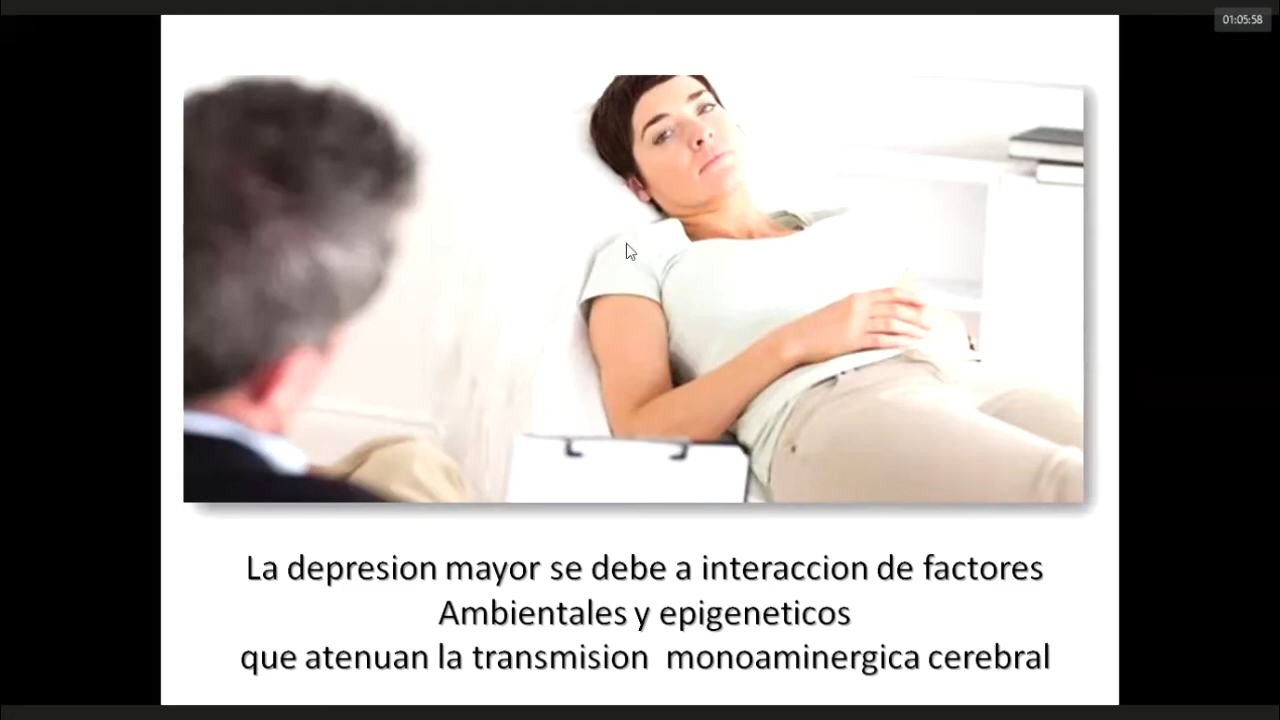 01:05:58
La depresion mayor se debe a interaccion de factores
Ambientales y epigeneticos
que atenuan la transmision monoaminergica cerebral